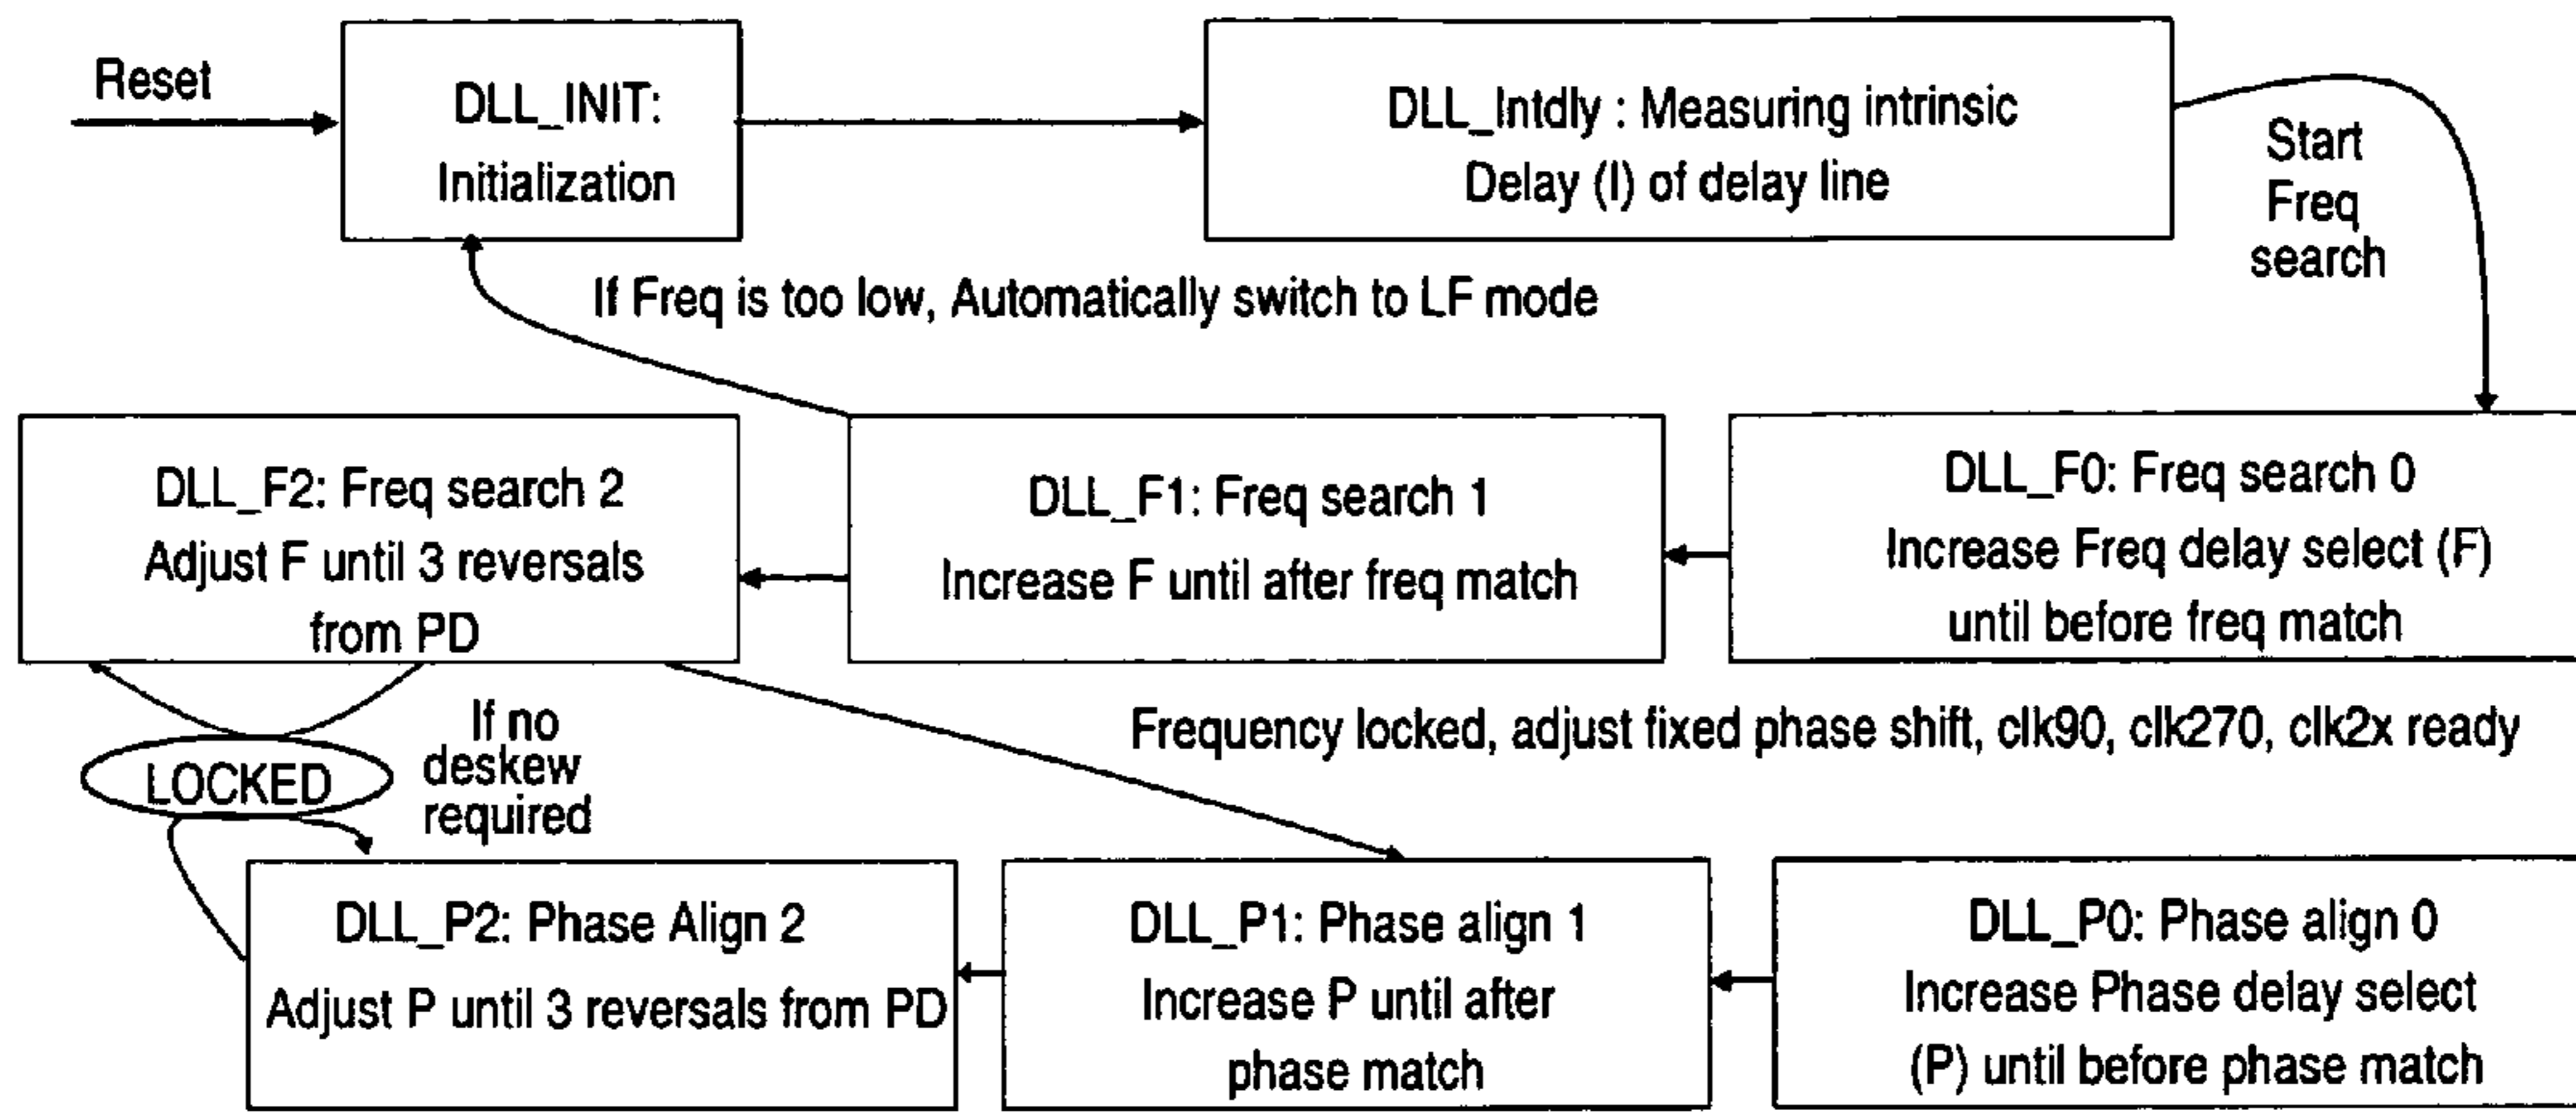 Reset
DLL_INIT:
Initialization
DLL_Intdly : Measuring intrinsic
Delay (I) of delay line
Start
Freq
search
If Freq is too low, Automatically switch to LF mode
DLL_F2: Freq search 2
Adjust F until 3 reversals
from PD
DLL_F1: Freq search 1
Increase F until after freq match
DLL_F0: Freq search 0
Increase Freq delay select (F)
until before freq match
If no
deskew
required
LOCKED
Frequency locked, adjust fixed phase shift, clk90, clk270, clk2x ready
DLL_P2: Phase Align 2
Adjust P until 3 reversals from PD
DLL_P1: Phase align 1
Increase P until after
phase match
DLL_P0: Phase align 0
Increase Phase delay select
(P) until before phase match